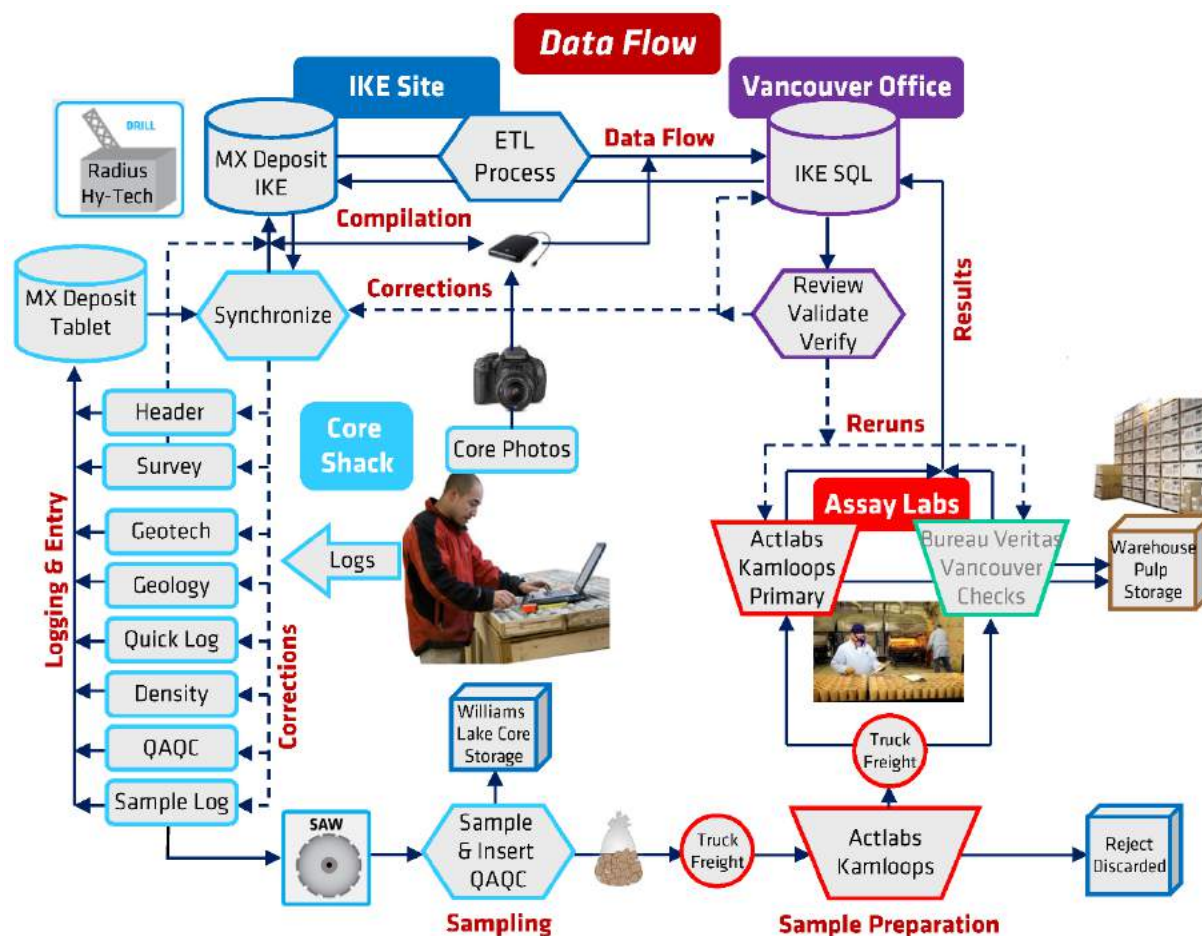 Data Flow
IKE Site
Vancouver Office
DRILL
Radius
Hy-Tech
MX Deposit
IKE
ETL
Process
Data Flow
IKE SQL
Compilation
MX Deposit
Tablet
Synchronize
Corrections
Review
Validate
Verify
Results
Header
Survey
Geotech
Geology
Quick Log
Density
QAQC
Sample Log
Logging & Entry
Corrections
Core
Shack
Core Photos
Logs
Reruns
Assay Labs
Actlabs
Kamloops
Primary
Bureau Veritas
Vancouver
Checks
Warehouse
Pulp
Storage
Williams
Lake Core
Storage
Truck
Freight
SAW
Sample
& Insert
QAQC
Truck
Freight
Actlabs
Kamloops
Reject
Discarded
Sampling
Sample Preparation